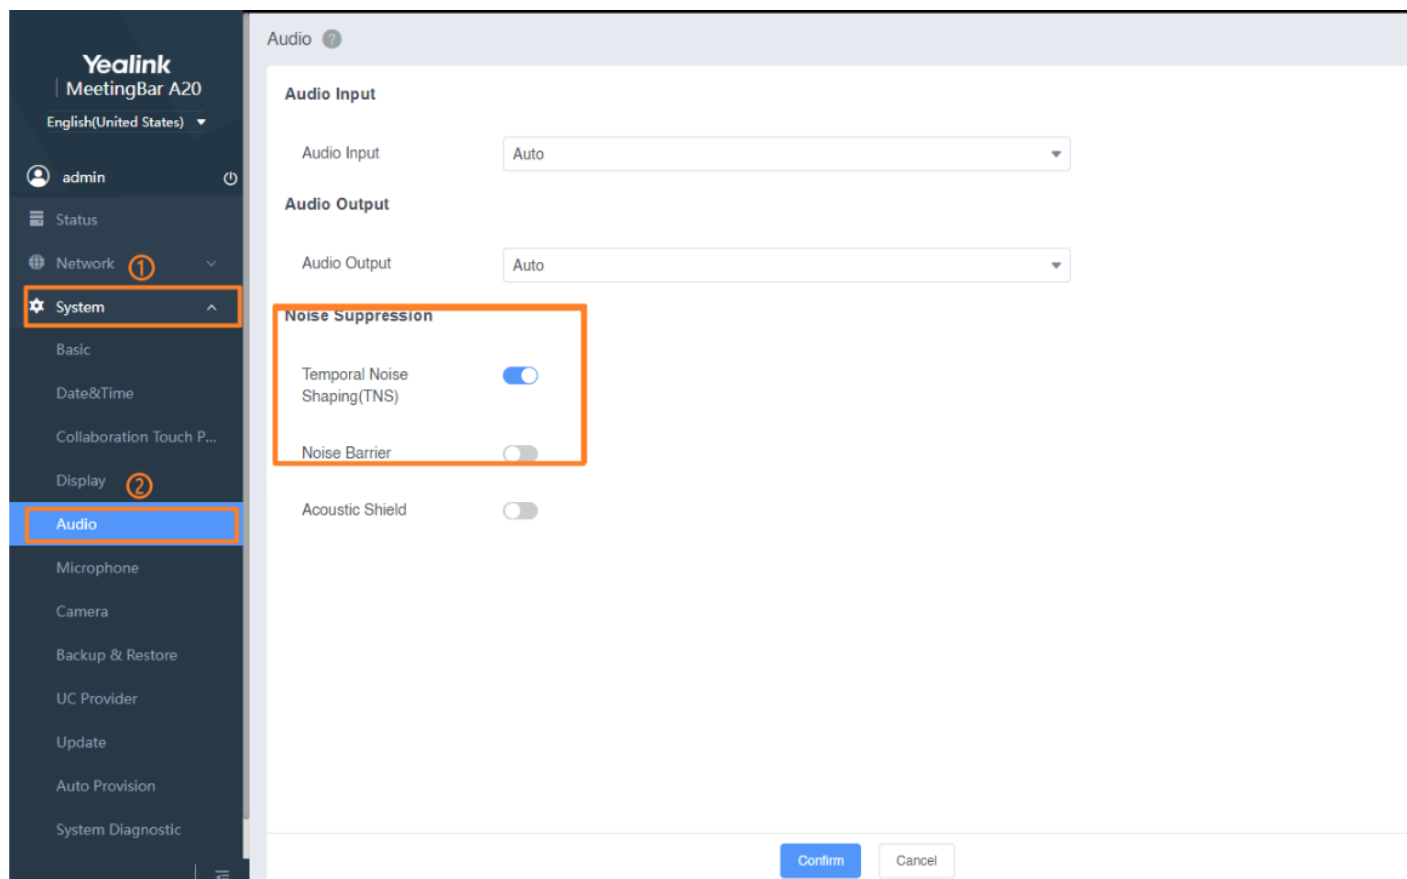 Yealink
MeetingBar A20
English(United States)
admin
Status
Network
①
System
Basic
Date&Time
Collaboration Touch P...
Display
②
Audio
Microphone
Camera
Backup & Restore
UC Provider
Update
Auto Provision
System Diagnostic
Audio ?
Audio Input
Audio Input Auto
Audio Output
Audio Output Auto
Noise Suppression
Temporal Noise
Shaping(TNS)
Noise Barrier
Acoustic Shield
Confirm Cancel